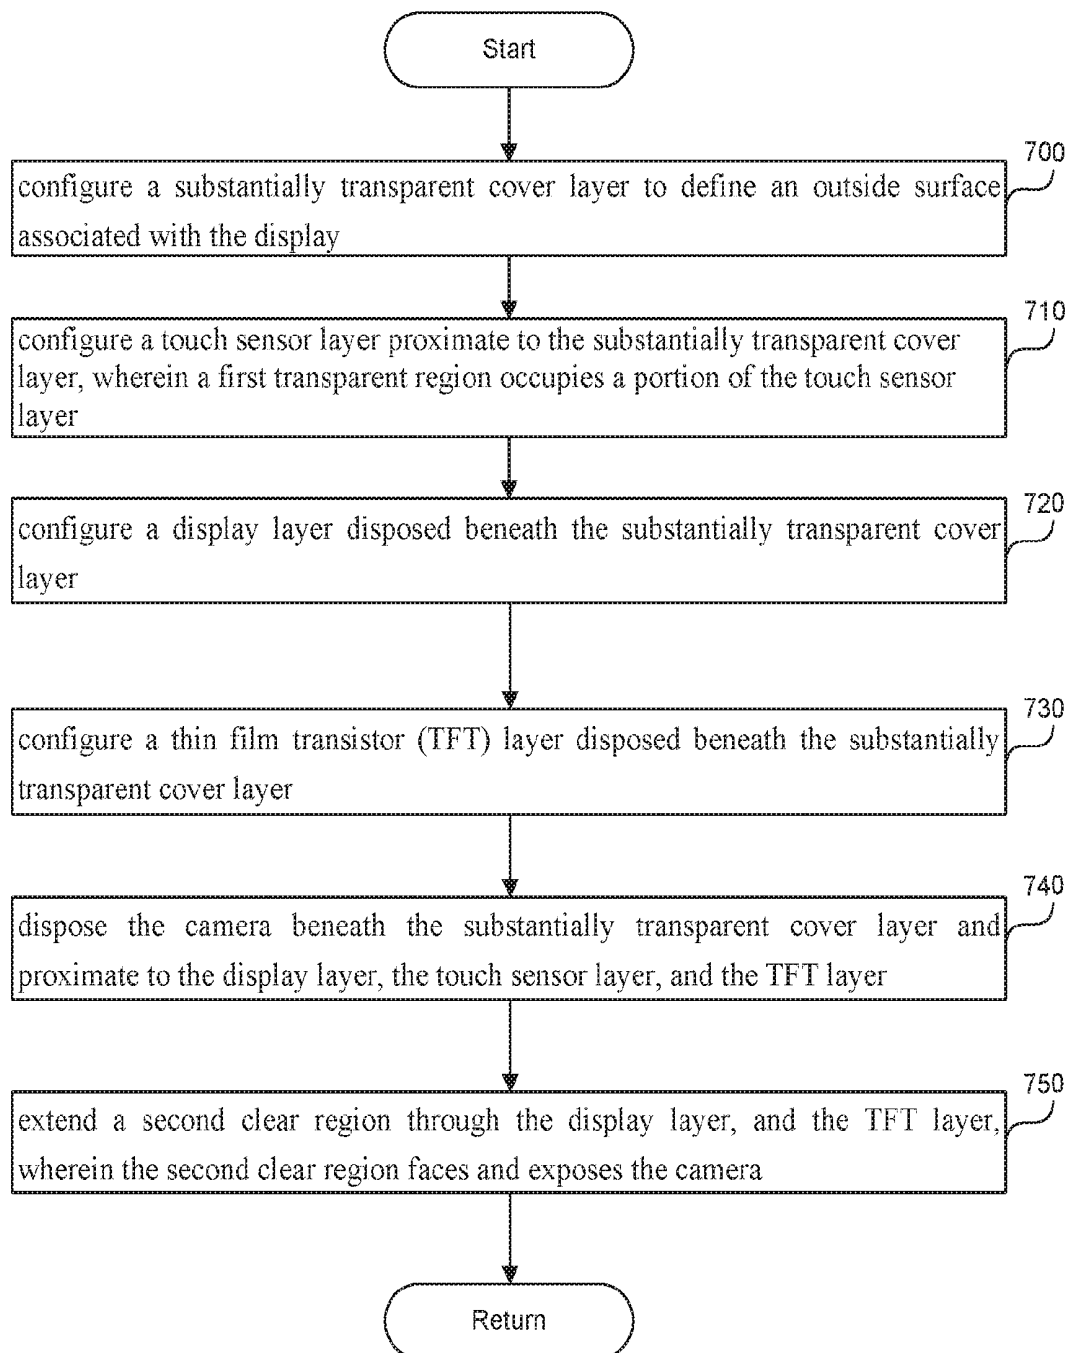 Start
700
configure a substantially transparent cover layer to define an outside surface
associated with the display
710
configure a touch sensor layer proximate to the substantially transparent cover
layer, wherein a first transparent region occupies a portion of the touch sensor
layer
720
configure a display layer disposed beneath the substantially transparent cover
layer
730
configure a thin film transistor (TFT) layer disposed beneath the substantially
transparent cover layer
740
dispose the camera beneath the substantially transparent cover layer and
proximate to the display layer, the touch sensor layer, and the TFT layer
750
extend a second clear region through the display layer, and the TFT layer,
wherein the second clear region faces and exposes the camera
Return